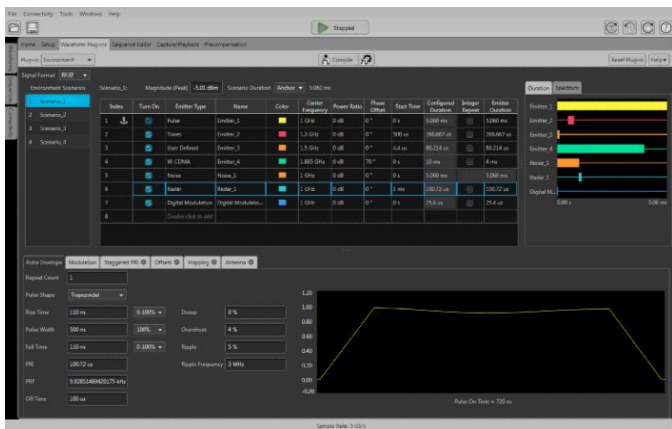 File Connectivity Tools Windows Help
Stopped
Home Setup Waveform Plug-ins Sequence Editor Capture/Playback Precompensation
Plug-in: Environment Compile Reset Plug-in Help
Signal Format RF/IF
Environment Scenarios
1 Scenario_1
2 Scenario_2
3 Scenario_3
4 Scenario_4
Scenario_1: Magnitude (Peak) -5.01 dBm Scenario Duration Anchor 5.060 ms
Index Turn On Emitter Type Name Color Center Frequency Power Ratio Phase Offset Start Time Configured Duration Integer Repeat Emitter Duration
1 Pulse Emitter_1 1 GHz 0 dB 0 ° 0 s 5.060 ms 5.060 ms
2 Tones Emitter_2 1.3 GHz 0 dB 0 ° 500 us 266.667 us 266.667 us
3 User Defined Emitter_3 1.5 GHz 0 dB 0 ° 4.4 us 88.214 us 88.214 us
4 W-CDMA Emitter_4 1.885 GHz 0 dB 70 ° 0 s 10 ms 4 ms
5 Noise Noise_1 1 GHz 0 dB 0 ° 0 s 5.060 ms 5.060 ms
6 Radar Radar_1 1 GHz 0 dB 0 ° 1 ms 100.72 us 100.72 us
7 Digital Modulation Digital Modulatio... 1 GHz 0 dB 0 ° 0 s 25.4 us 25.4 us
8 Double-click to add
Duration Spectrum
Emitter_1
Emitter_2
Emitter_3
Emitter_4
Noise_1
Radar_1
Digital M...
0.00 s 5.06 ms
Pulse Envelope Modulation Staggered PRI Offsets Hopping Antenna
Repeat Count 1
Pulse Shape Trapezoidal
Rise Time 110 ns 0-100% Droop 0 %
Pulse Width 500 ns 100% Overshoot 4 %
Fall Time 110 ns 0-100% Ripple 5 %
PRI 100.72 us Ripple Frequency 3 MHz
PRF 9.92851469420175 kHz
Off Time 100 us
1.20
1.00
0.80
0.60
0.40
0.20
0.00
-0.20
Pulse On Time = 720 ns
Sample Rate: 5 GS/s